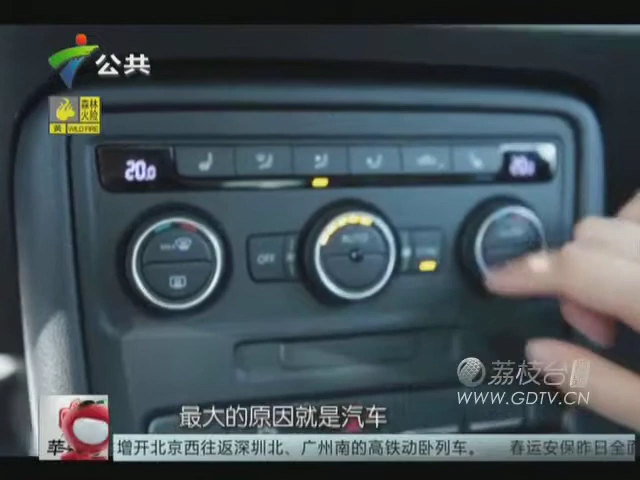 公共
森林
火险
黄 WILD FIRE
20.0
20.0
OFF
AUTO
荔枝台
WWW.GDTV.CN
最大的原因就是汽车
增开北京西往返深圳北、广州南的高铁动卧列车。 春运安保昨日全面